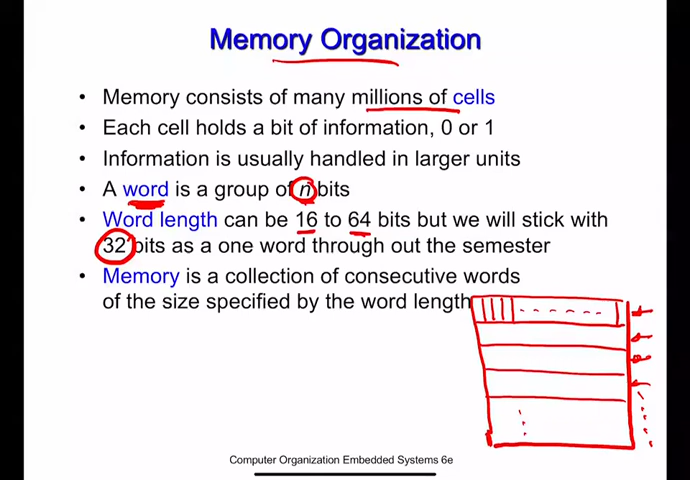 Memory Organization
• Memory consists of many millions of cells
• Each cell holds a bit of information, 0 or 1
• Information is usually handled in larger units
• A word is a group of n bits
• Word length can be 16 to 64 bits but we will stick with
32 bits as a one word through out the semester
• Memory is a collection of consecutive words
of the size specified by the word length
Computer Organization Embedded Systems 6e